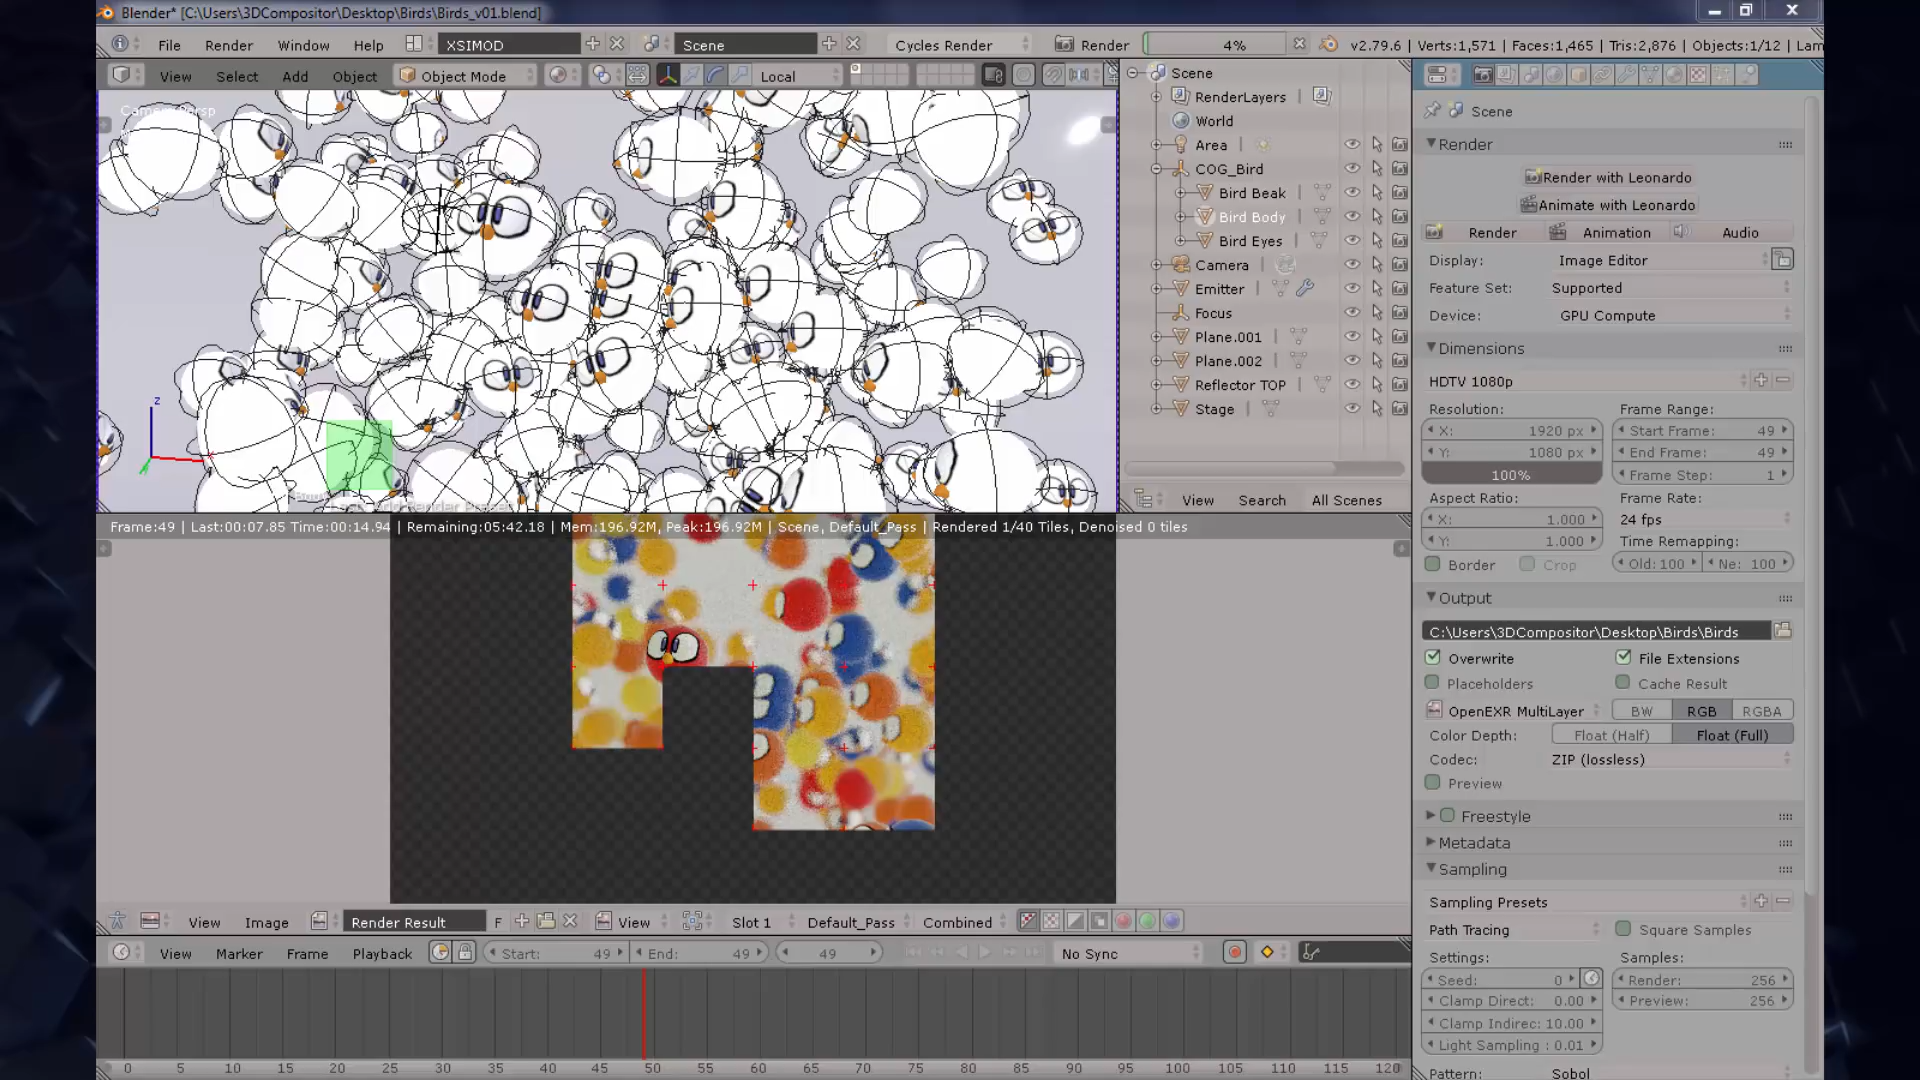 Blender* [C:\Users\3DCompositor\Desktop\Birds\Birds_v01.blend]
File Render Window Help XSIMOD Scene Cycles Render Render 4% v2.79.6 | Verts:1,571 | Faces:1,465 | Tris:2,876 | Objects:1/12 | Lam
View Select Add Object Object Mode Local
z
Scene
RenderLayers
World
Area
COG_Bird
Bird Beak
Bird Body
Bird Eyes
Camera
Emitter
Focus
Plane.001
Plane.002
Reflector TOP
Stage
View Search All Scenes
Frame:49 | Last:00:07.85 Time:00:14.94 | Remaining:05:42.18 | Mem:196.92M, Peak:196.92M | Scene, Default_Pass | Rendered 1/40 Tiles, Denoised 0 tiles
View Image Render Result F View Slot 1 Default_Pass Combined
View Marker Frame Playback Start: 49 End: 49 49 No Sync
0 5 10 15 20 25 30 35 40 45 50 55 60 65 70 75 80 85 90 95 100 105 110 115 120
Scene
Render
Render with Leonardo
Animate with Leonardo
Render Animation Audio
Display: Image Editor
Feature Set: Supported
Device: GPU Compute
Dimensions
HDTV 1080p
Resolution: Frame Range:
X: 1920 px Start Frame: 49
Y: 1080 px End Frame: 49
100% Frame Step: 1
Aspect Ratio: Frame Rate:
X: 1.000 24 fps
Y: 1.000 Time Remapping:
Border Crop Old: 100 Ne: 100
Output
C:\Users\3DCompositor\Desktop\Birds\Birds
Overwrite File Extensions
Placeholders Cache Result
OpenEXR MultiLayer BW RGB RGBA
Color Depth: Float (Half) Float (Full)
Codec: ZIP (lossless)
Preview
Freestyle
Metadata
Sampling
Sampling Presets
Path Tracing Square Samples
Settings: Samples:
Seed: 0 Render: 256
Clamp Direct: 0.00 Preview: 256
Clamp Indirec: 10.00
Light Sampling : 0.01
Pattern: Sobol